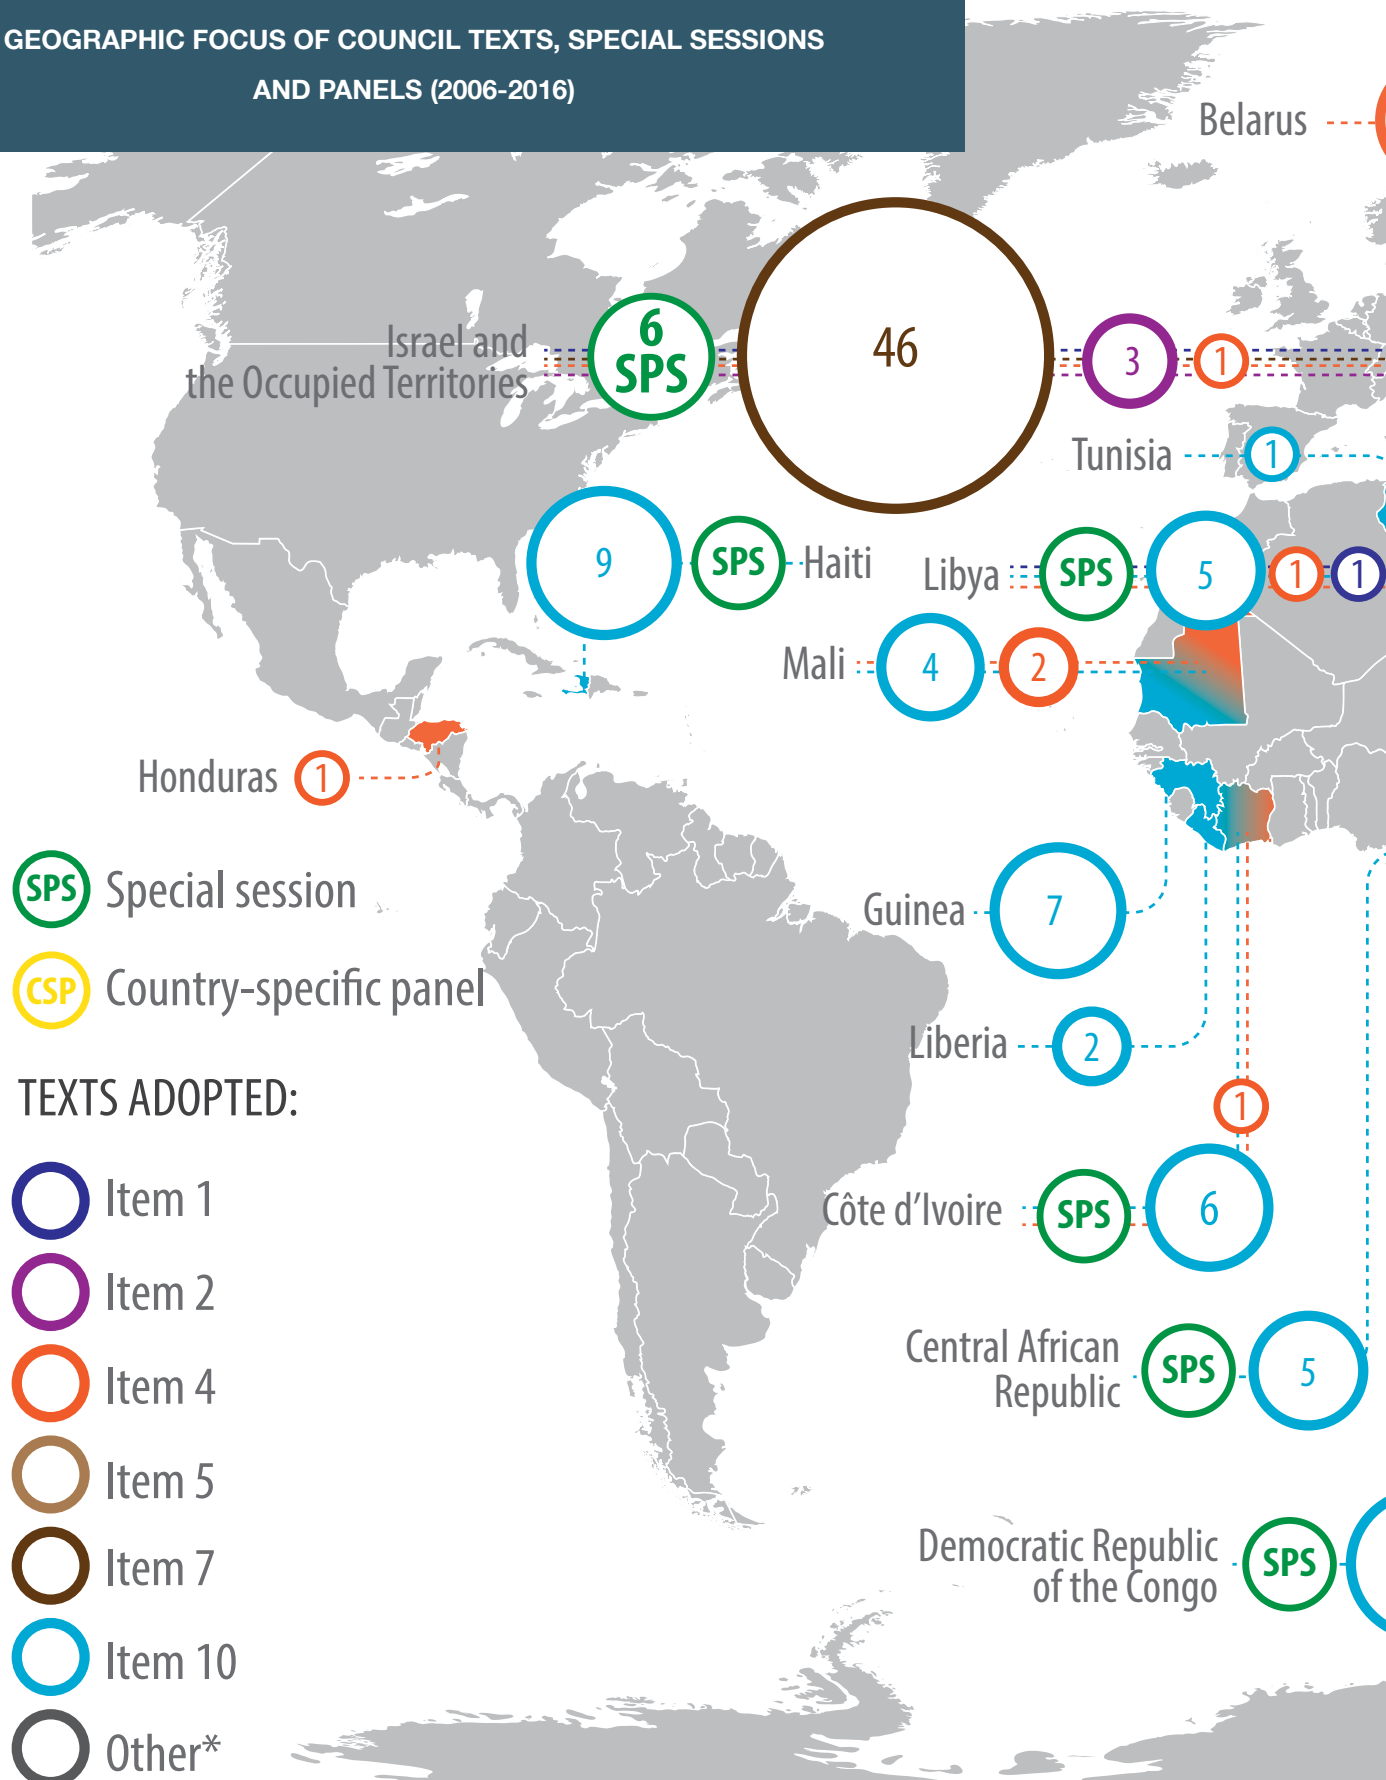 GEOGRAPHIC FOCUS OF COUNCIL TEXTS, SPECIAL SESSIONS
AND PANELS (2006-2016)
Belarus
Israel and
the Occupied Territories
6
SPS
46
3
1
Tunisia
1
9
SPS
Haiti
Libya
SPS
5
1
1
Mali
4
2
Honduras
1
SPS
Special session
CSP
Country-specific panel
Guinea
7
Liberia
2
1
Côte d'Ivoire
SPS
6
Central African
Republic
SPS
5
Democratic Republic
of the Congo
SPS
TEXTS ADOPTED:
Item 1
Item 2
Item 4
Item 5
Item 7
Item 10
Other*